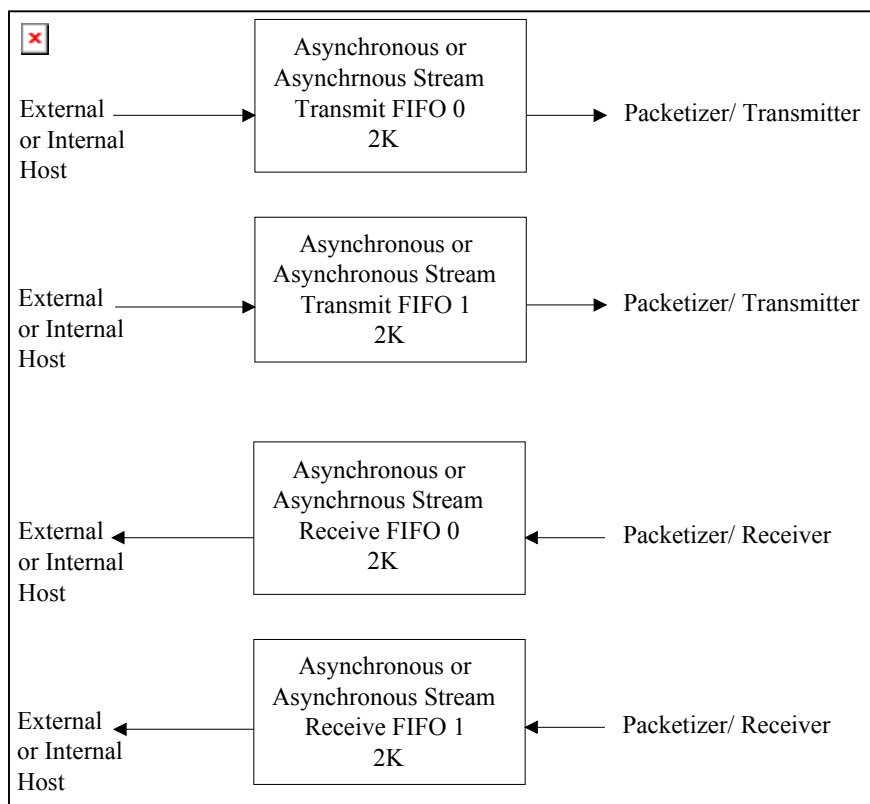 Asynchronous or
Asynchrnous Stream
Transmit FIFO 0
2K
External
or Internal
Host
Packetizer/ Transmitter
Asynchronous or
Asynchronous Stream
Transmit FIFO 1
2K
External
or Internal
Host
Packetizer/ Transmitter
Asynchronous or
Asynchrnous Stream
Receive FIFO 0
2K
External
or Internal
Host
Packetizer/ Receiver
Asynchronous or
Asynchronous Stream
Receive FIFO 1
2K
External
or Internal
Host
Packetizer/ Receiver